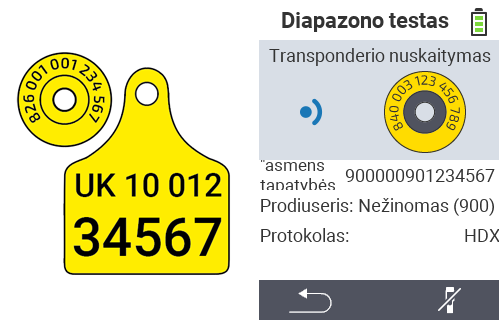 826 001 001 234 567
UK 10 012
34567
Diapazono testas
Transponderio nuskaitymas
840 003 123 456 789
"asmens
tapatybės 900000901234567
Prodiuseris: Nežinomas (900)
Protokolas: HDX